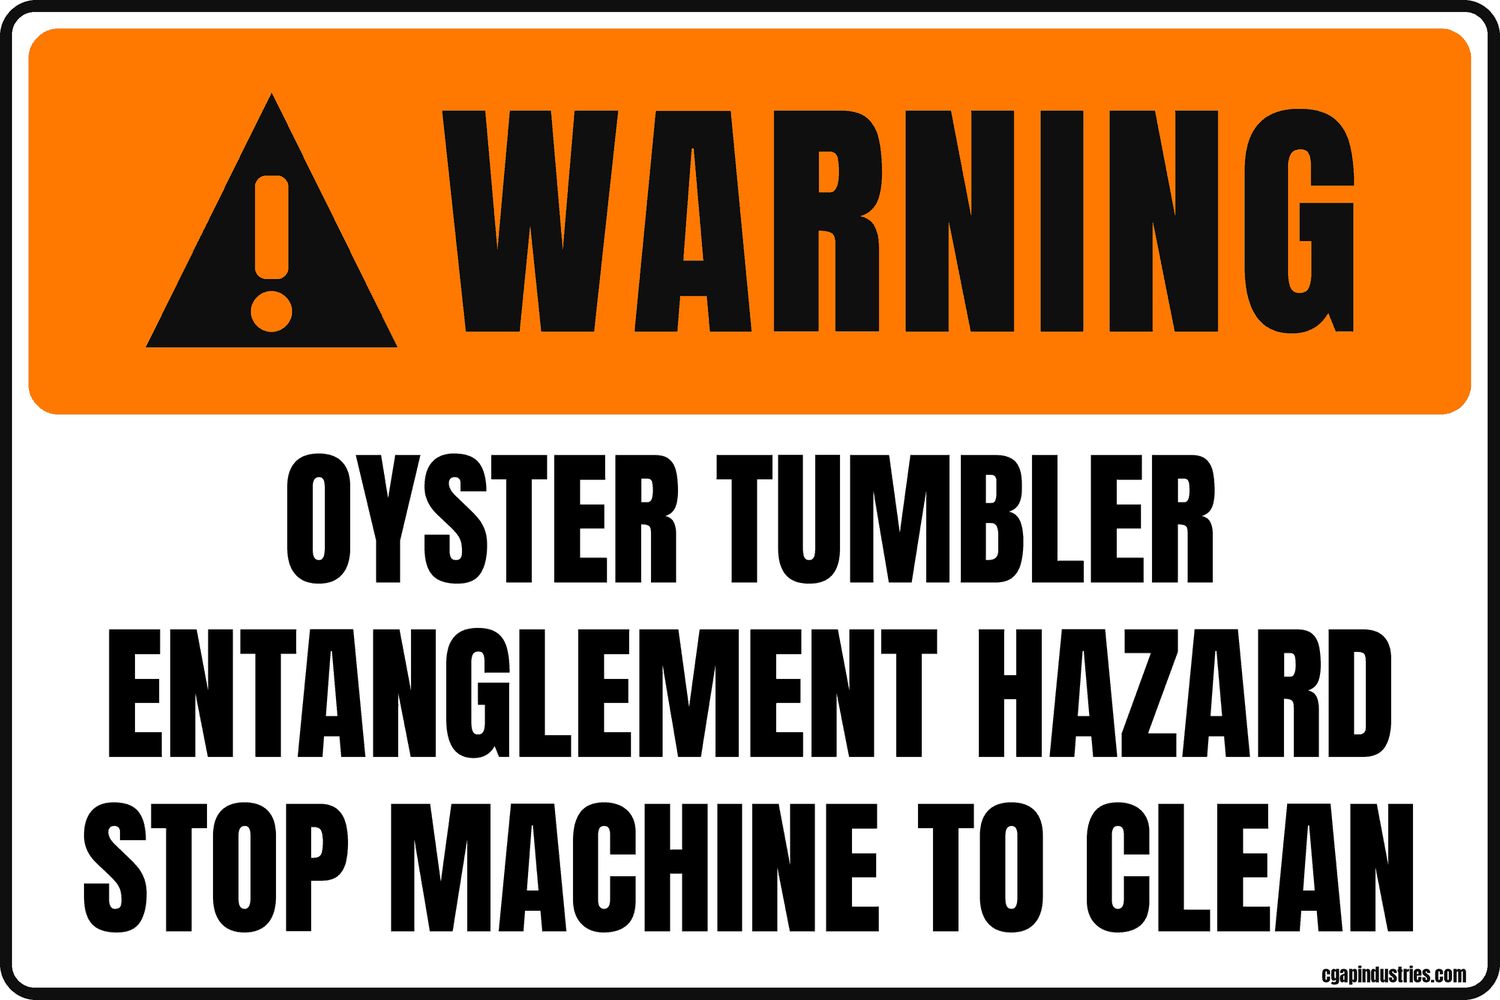 WARNING
OYSTER TUMBLER
ENTANGLEMENT HAZARD
STOP MACHINE TO CLEAN
cgapindustries.com